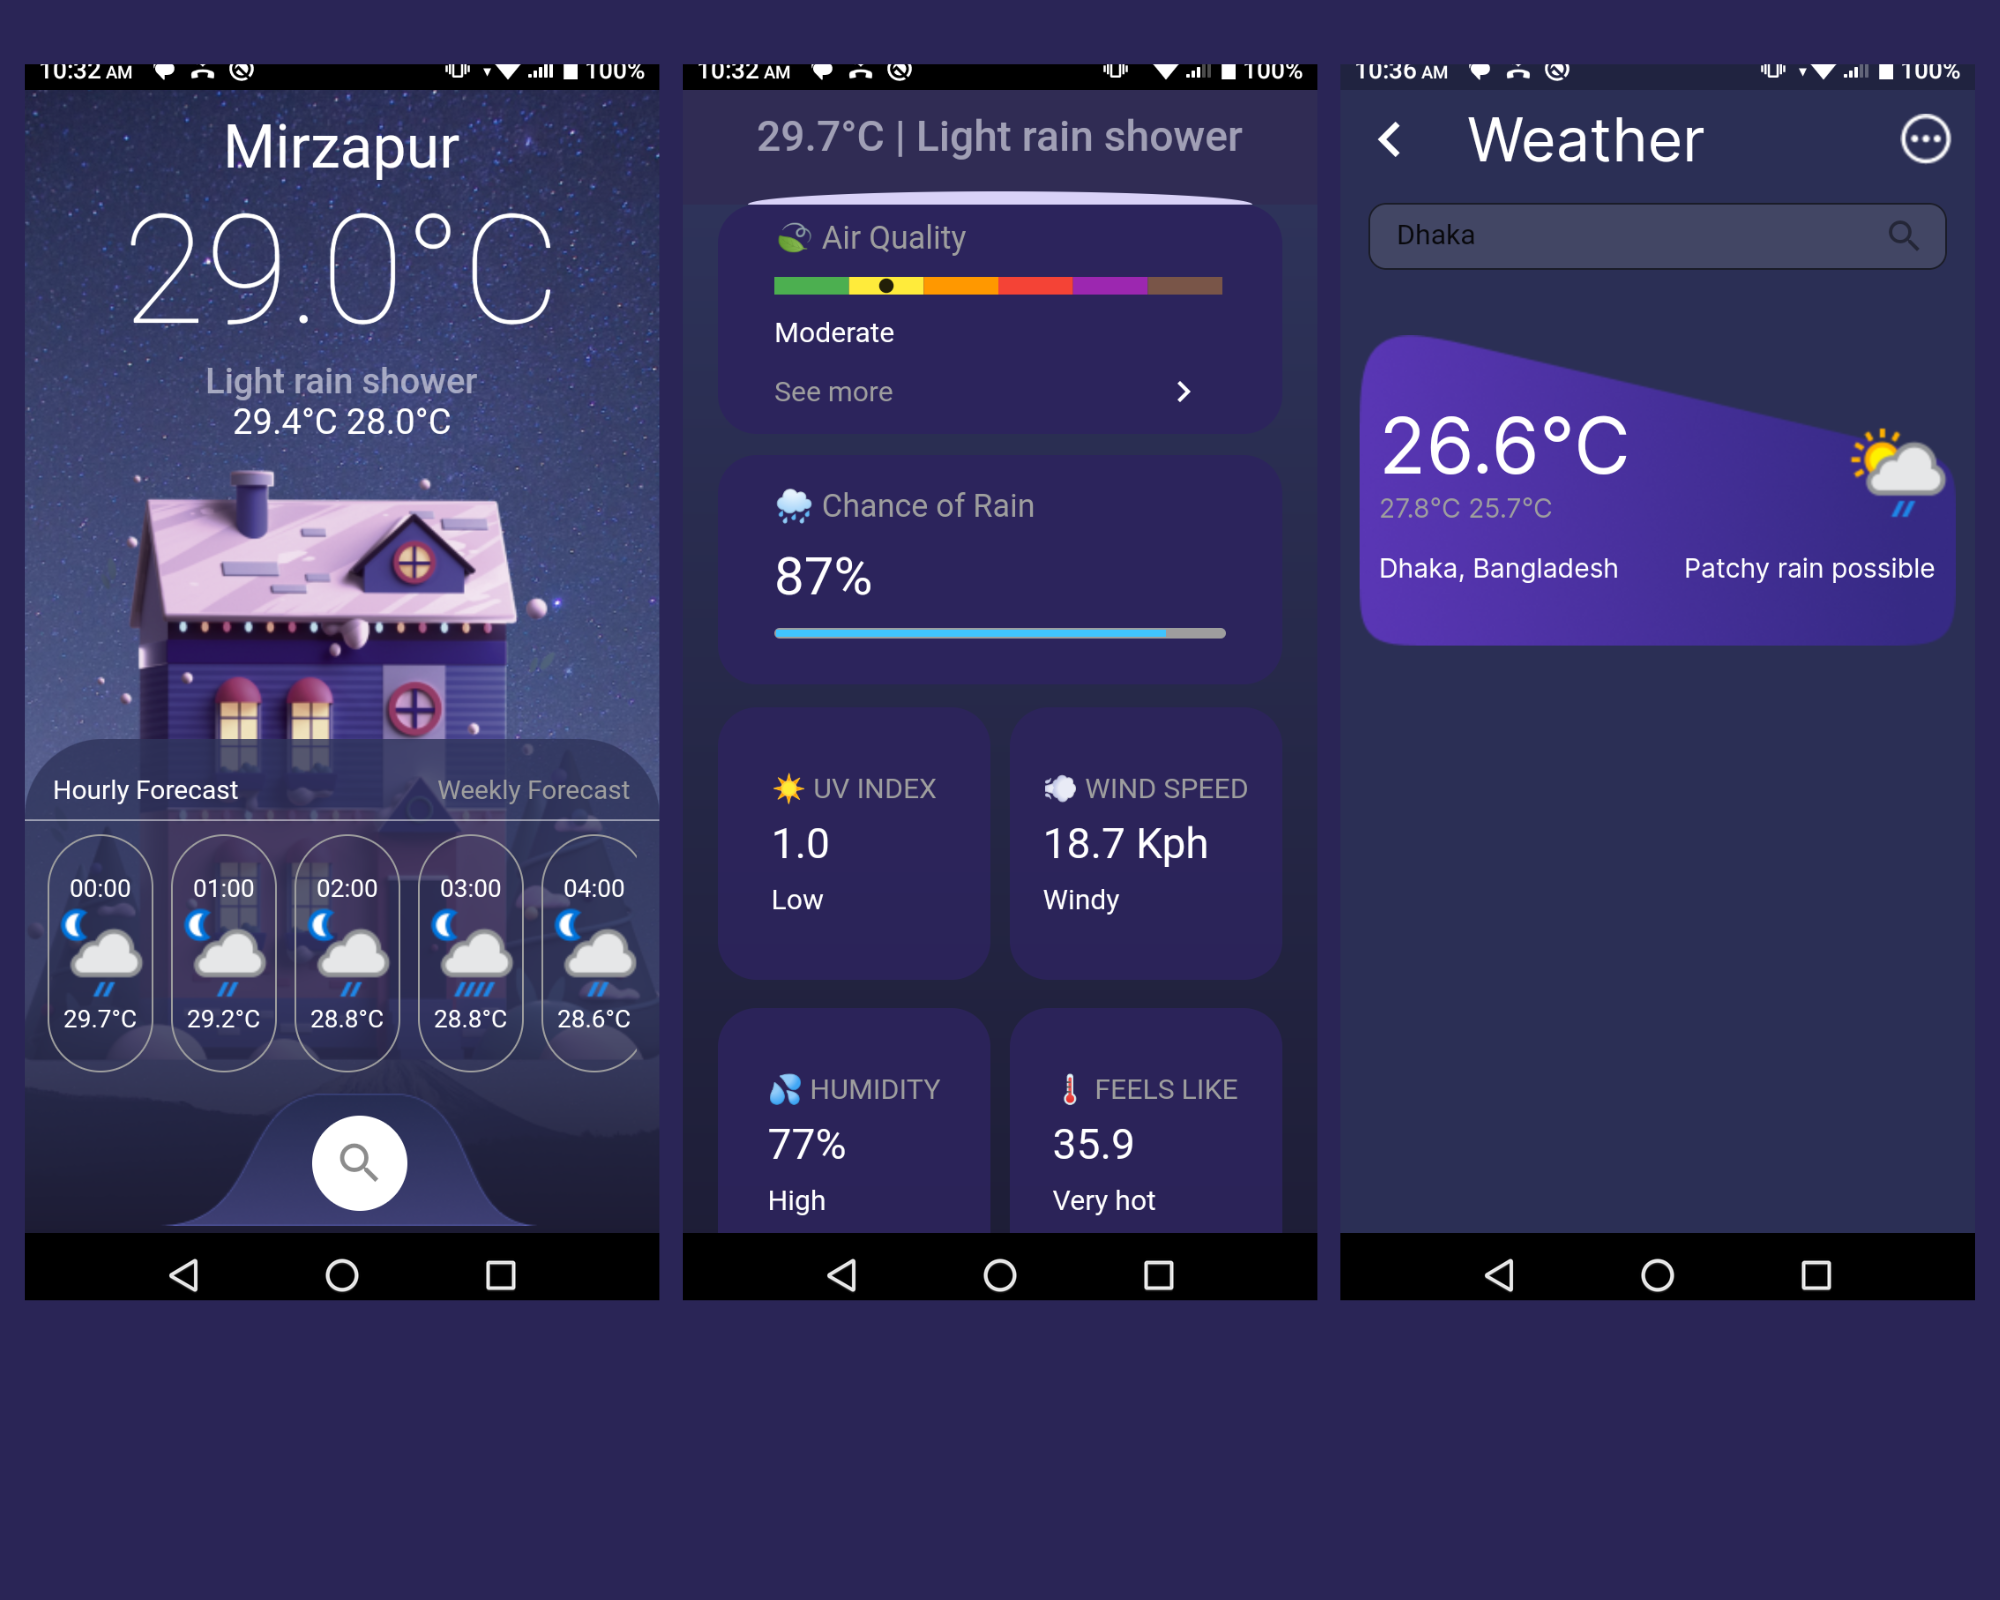 10:32 AM 100%
Mirzapur
29.0°C
Light rain shower
29.4°C 28.0°C
Hourly Forecast Weekly Forecast
00:00 01:00 02:00 03:00 04:00
29.7°C 29.2°C 28.8°C 28.8°C 28.6°C
10:32 AM 100%
29.7°C | Light rain shower
Air Quality
Moderate
See more
Chance of Rain
87%
UV INDEX
1.0
Low
WIND SPEED
18.7 Kph
Windy
HUMIDITY
77%
High
FEELS LIKE
35.9
Very hot
10:36 AM 100%
Weather
Dhaka
26.6°C
27.8°C 25.7°C
Dhaka, Bangladesh Patchy rain possible